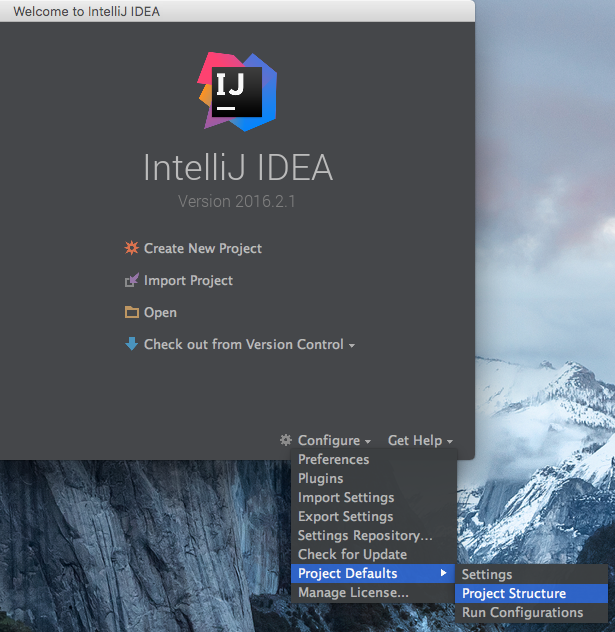 Welcome to IntelliJ IDEA
IJ
IntelliJ IDEA
Version 2016.2.1
Create New Project
Import Project
Open
Check out from Version Control
Configure Get Help
Preferences
Plugins
Import Settings
Export Settings
Settings Repository...
Check for Update
Project Defaults
Manage License...
Settings
Project Structure
Run Configurations